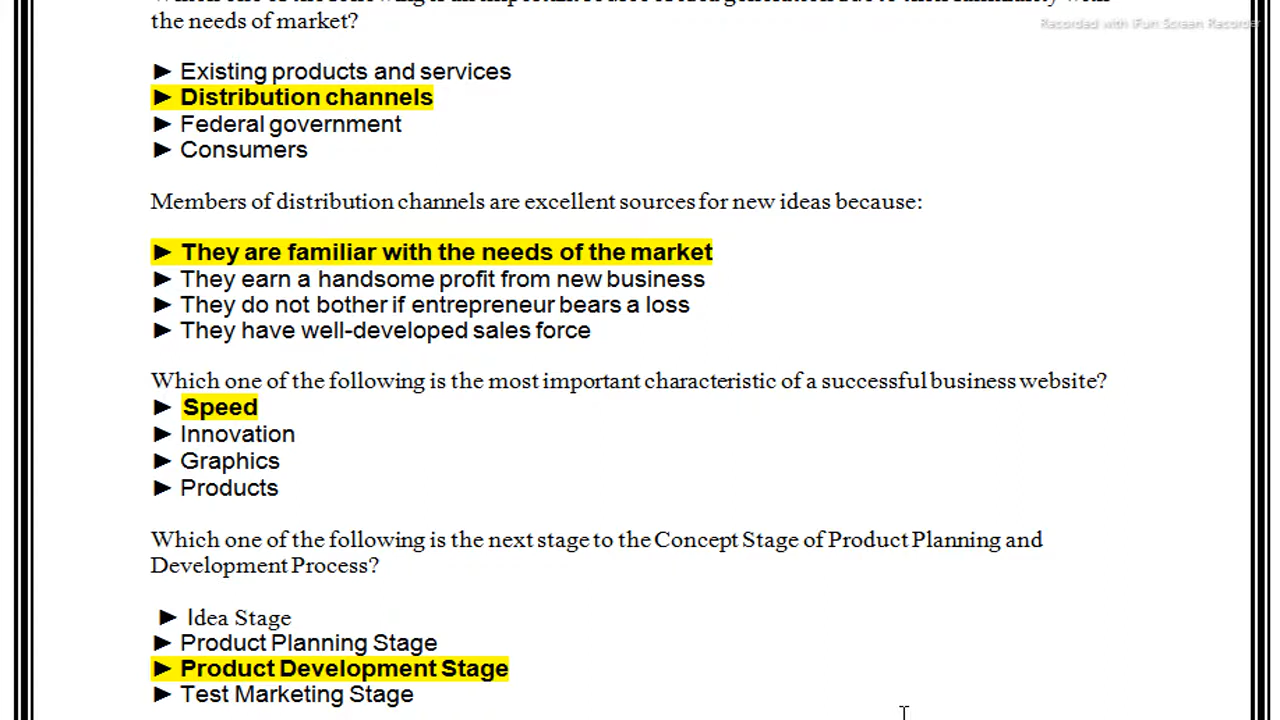 the needs of market?
Recorded with iFun Screen Recorder
► Existing products and services
► Distribution channels
► Federal government
► Consumers
Members of distribution channels are excellent sources for new ideas because:
► They are familiar with the needs of the market
► They earn a handsome profit from new business
► They do not bother if entrepreneur bears a loss
► They have well-developed sales force
Which one of the following is the most important characteristic of a successful business website?
► Speed
► Innovation
► Graphics
► Products
Which one of the following is the next stage to the Concept Stage of Product Planning and
Development Process?
► Idea Stage
► Product Planning Stage
► Product Development Stage
► Test Marketing Stage